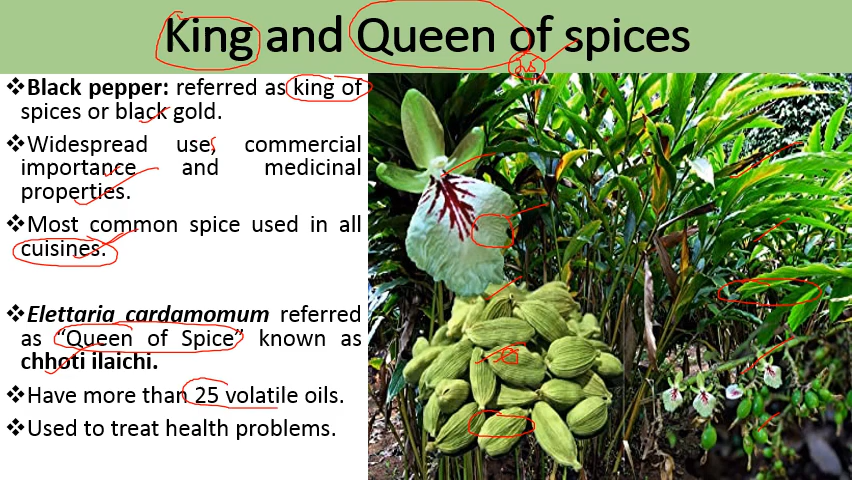 King and Queen of spices
❖Black pepper: referred as king of
spices or black gold.
❖Widespread use, commercial
importance and medicinal
properties.
❖Most common spice used in all
cuisines.
❖Elettaria cardamomum referred
as “Queen of Spice” known as
chhoti ilaichi.
❖Have more than 25 volatile oils.
❖Used to treat health problems.